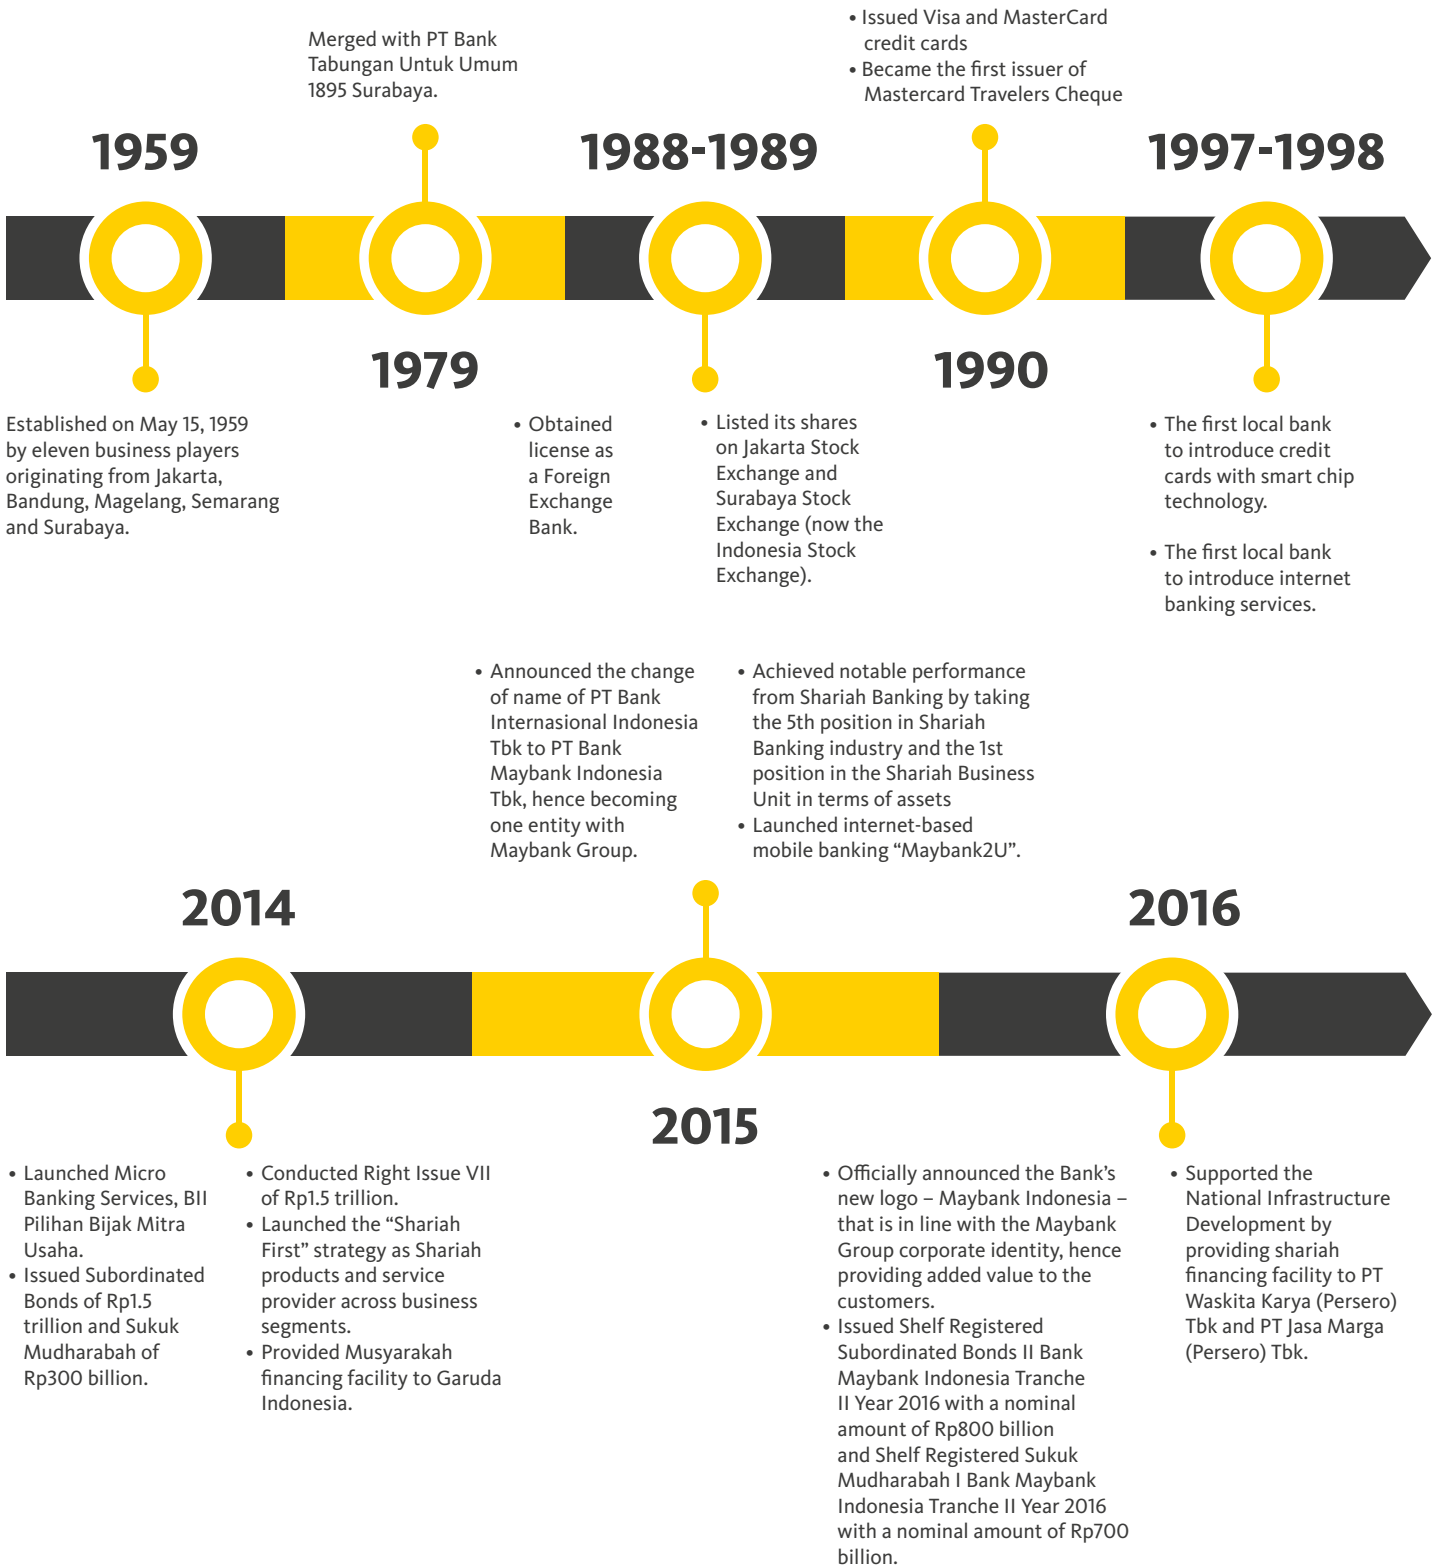 1959
Established on May 15, 1959
by eleven business players
originating from Jakarta,
Bandung, Magelang, Semarang
and Surabaya.
Merged with PT Bank
Tabungan Untuk Umum
1895 Surabaya.
1979
1988-1989
• Obtained
license as
a Foreign
Exchange
Bank.
• Listed its shares
on Jakarta Stock
Exchange and
Surabaya Stock
Exchange (now the
Indonesia Stock
Exchange).
• Issued Visa and MasterCard
credit cards
• Became the first issuer of
Mastercard Travelers Cheque
1990
1997-1998
• The first local bank
to introduce credit
cards with smart chip
technology.
• The first local bank
to introduce internet
banking services.
2014
• Launched Micro
Banking Services, BII
Pilihan Bijak Mitra
Usaha.
• Issued Subordinated
Bonds of Rp1.5
trillion and Sukuk
Mudharabah of
Rp300 billion.
• Conducted Right Issue VII
of Rp1.5 trillion.
• Launched the “Shariah
First” strategy as Shariah
products and service
provider across business
segments.
• Provided Musyarakah
financing facility to Garuda
Indonesia.
• Announced the change
of name of PT Bank
Internasional Indonesia
Tbk to PT Bank
Maybank Indonesia
Tbk, hence becoming
one entity with
Maybank Group.
• Achieved notable performance
from Shariah Banking by taking
the 5th position in Shariah
Banking industry and the 1st
position in the Shariah Business
Unit in terms of assets
• Launched internet-based
mobile banking “Maybank2U”.
2015
2016
• Officially announced the Bank’s
new logo – Maybank Indonesia –
that is in line with the Maybank
Group corporate identity, hence
providing added value to the
customers.
• Issued Shelf Registered
Subordinated Bonds II Bank
Maybank Indonesia Tranche
II Year 2016 with a nominal
amount of Rp800 billion
and Shelf Registered Sukuk
Mudharabah I Bank Maybank
Indonesia Tranche II Year 2016
with a nominal amount of Rp700
billion.
• Supported the
National Infrastructure
Development by
providing shariah
financing facility to PT
Waskita Karya (Persero)
Tbk and PT Jasa Marga
(Persero) Tbk.